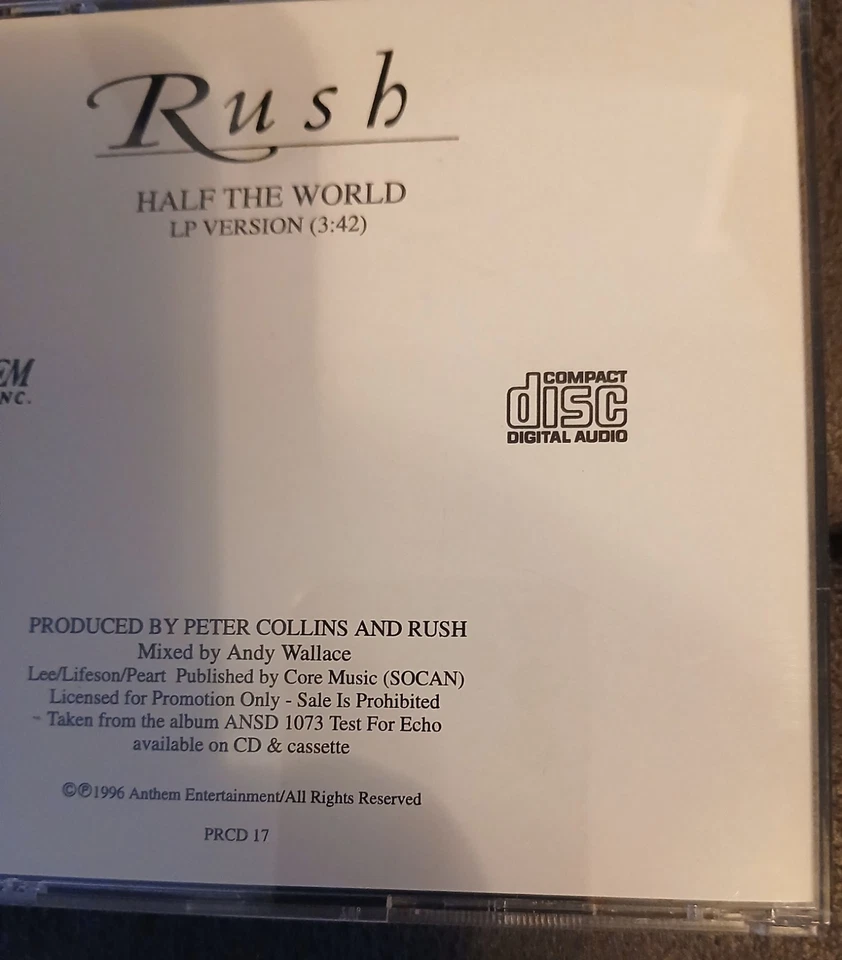 Rush
HALF THE WORLD
LP VERSION (3:42)
EM
NC.
COMPACT
disc
DIGITAL AUDIO
PRODUCED BY PETER COLLINS AND RUSH
Mixed by Andy Wallace
Lee/Lifeson/Peart Published by Core Music (SOCAN)
Licensed for Promotion Only - Sale Is Prohibited
- Taken from the album ANSD 1073 Test For Echo
available on CD & cassette
©℗1996 Anthem Entertainment/All Rights Reserved
PRCD 17